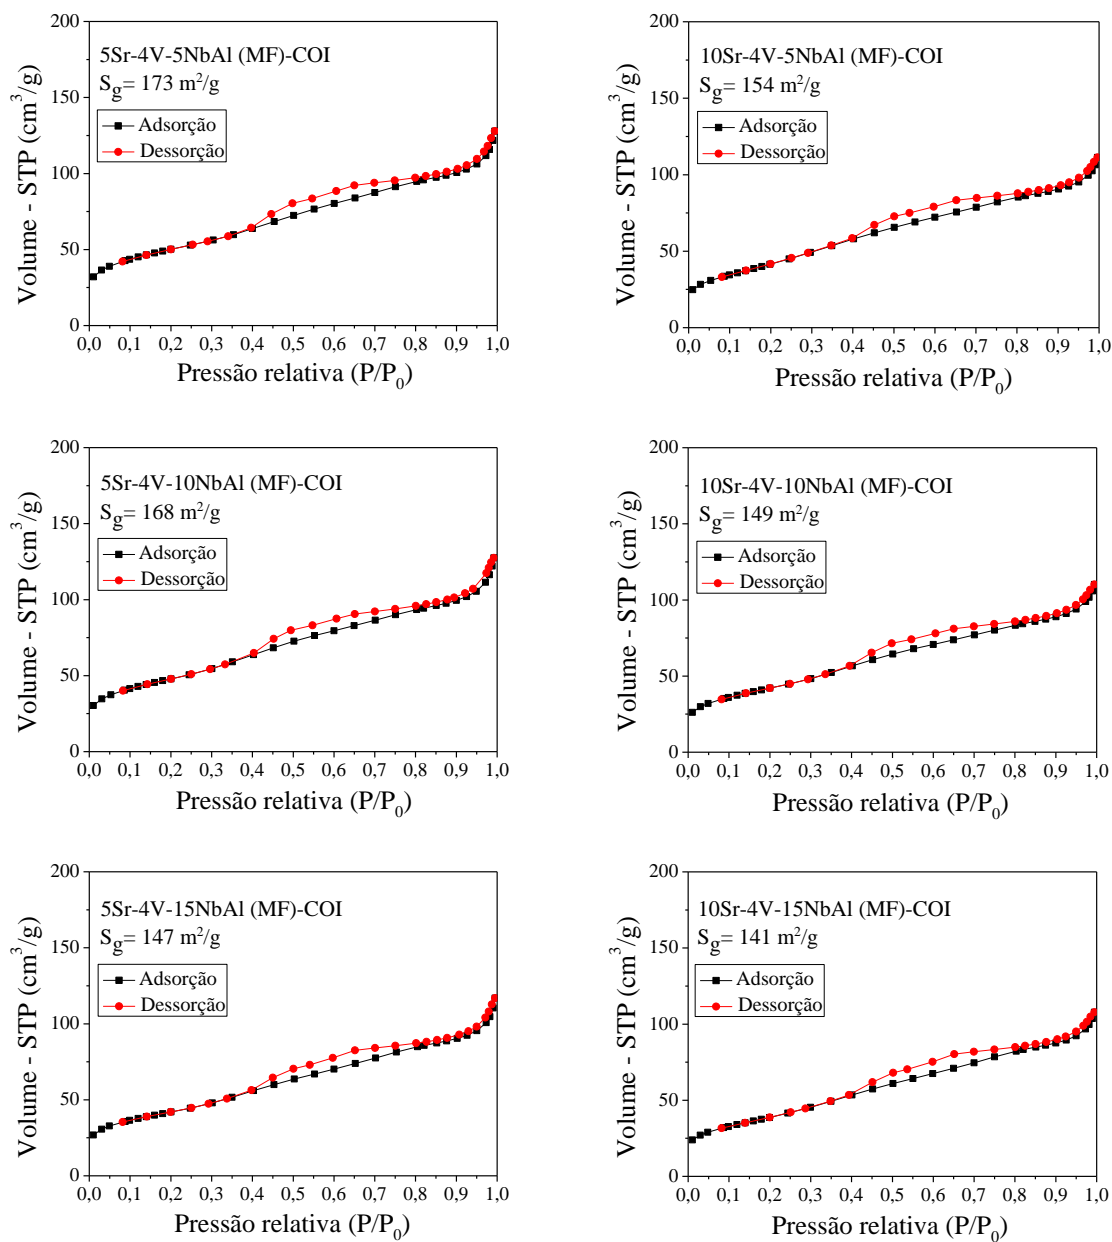 200
150
100
50
0
Volume - STP (cm³/g)
5Sr-4V-5NbAl (MF)-COI
Sg= 173 m²/g
Adsorção
Dessorção
0,0 0,1 0,2 0,3 0,4 0,5 0,6 0,7 0,8 0,9 1,0
Pressão relativa (P/P₀)
200
150
100
50
0
Volume - STP (cm³/g)
10Sr-4V-5NbAl (MF)-COI
Sg= 154 m²/g
Adsorção
Dessorção
0,0 0,1 0,2 0,3 0,4 0,5 0,6 0,7 0,8 0,9 1,0
Pressão relativa (P/P₀)
200
150
100
50
0
Volume - STP (cm³/g)
5Sr-4V-10NbAl (MF)-COI
Sg= 168 m²/g
Adsorção
Dessorção
0,0 0,1 0,2 0,3 0,4 0,5 0,6 0,7 0,8 0,9 1,0
Pressão relativa (P/P₀)
200
150
100
50
0
Volume - STP (cm³/g)
10Sr-4V-10NbAl (MF)-COI
Sg= 149 m²/g
Adsorção
Dessorção
0,0 0,1 0,2 0,3 0,4 0,5 0,6 0,7 0,8 0,9 1,0
Pressão relativa (P/P₀)
200
150
100
50
0
Volume - STP (cm³/g)
5Sr-4V-15NbAl (MF)-COI
Sg= 147 m²/g
Adsorção
Dessorção
0,0 0,1 0,2 0,3 0,4 0,5 0,6 0,7 0,8 0,9 1,0
Pressão relativa (P/P₀)
200
150
100
50
0
Volume - STP (cm³/g)
10Sr-4V-15NbAl (MF)-COI
Sg= 141 m²/g
Adsorção
Dessorção
0,0 0,1 0,2 0,3 0,4 0,5 0,6 0,7 0,8 0,9 1,0
Pressão relativa (P/P₀)